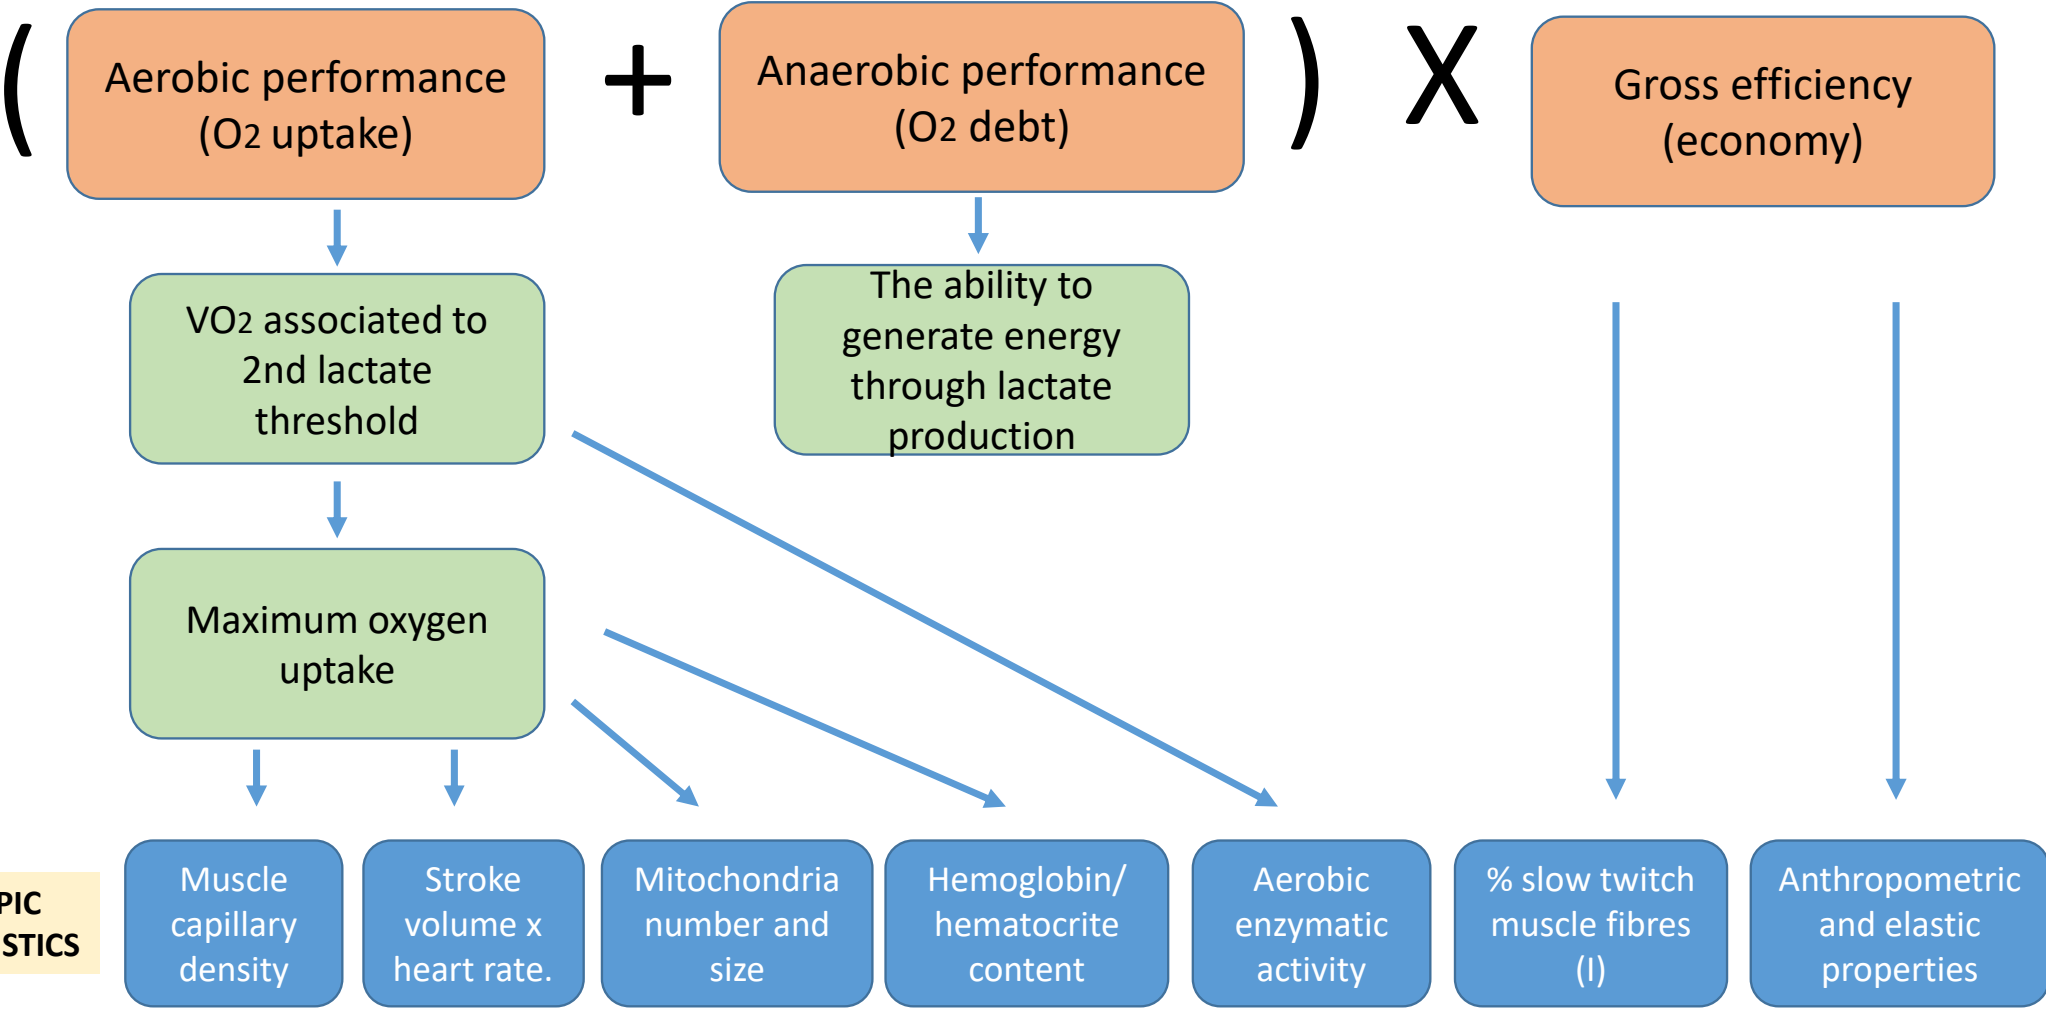 (
Aerobic performance
(O2 uptake)
+
Anaerobic performance
(O2 debt)
)
X
Gross efficiency
(economy)
VO2 associated to
2nd lactate
threshold
The ability to
generate energy
through lactate
production
Maximum oxygen
uptake
PIC
STICS
Muscle
capillary
density
Stroke
volume x
heart rate.
Mitochondria
number and
size
Hemoglobin/
hematocrite
content
Aerobic
enzymatic
activity
% slow twitch
muscle fibres
(I)
Anthropometric
and elastic
properties